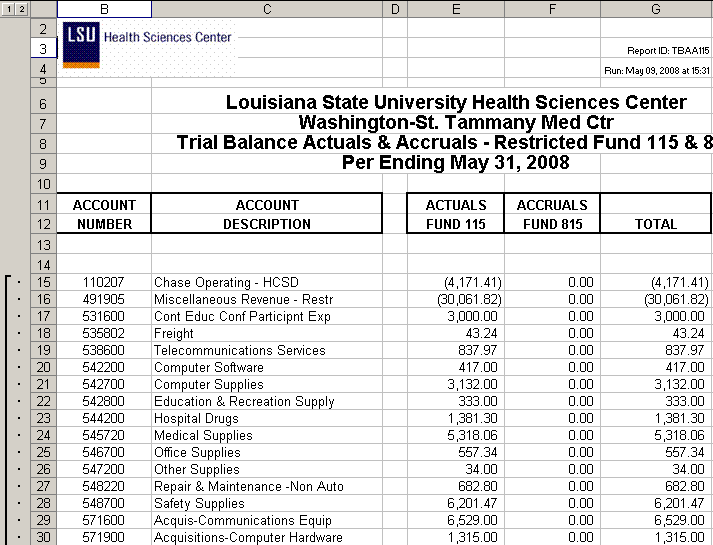 1 2 B C D E F G
2 LSU Health Sciences Center
3 Report ID: TBAA115
4 Run: May 09, 2008 at 15:31
5
6 Louisiana State University Health Sciences Center
7 Washington-St. Tammany Med Ctr
8 Trial Balance Actuals & Accruals - Restricted Fund 115 & 8
9 Per Ending May 31, 2008
10
11 ACCOUNT ACCOUNT ACTUALS ACCRUALS
12 NUMBER DESCRIPTION FUND 115 FUND 815 TOTAL
13
14
15 110207 Chase Operating - HCSD (4,171.41) 0.00 (4,171.41)
16 491905 Miscellaneous Revenue - Restr (30,061.82) 0.00 (30,061.82)
17 531600 Cont Educ Conf Participnt Exp 3,000.00 0.00 3,000.00
18 535802 Freight 43.24 0.00 43.24
19 538600 Telecommunications Services 837.97 0.00 837.97
20 542200 Computer Software 417.00 0.00 417.00
21 542700 Computer Supplies 3,132.00 0.00 3,132.00
22 542800 Education & Recreation Supply 333.00 0.00 333.00
23 544200 Hospital Drugs 1,381.30 0.00 1,381.30
24 545720 Medical Supplies 5,318.06 0.00 5,318.06
25 546700 Office Supplies 557.34 0.00 557.34
26 547200 Other Supplies 34.00 0.00 34.00
27 548220 Repair & Maintenance -Non Auto 682.80 0.00 682.80
28 548700 Safety Supplies 6,201.47 0.00 6,201.47
29 571600 Acquis-Communications Equip 6,529.00 0.00 6,529.00
30 571900 Acquisitions-Computer Hardware 1,315.00 0.00 1,315.00